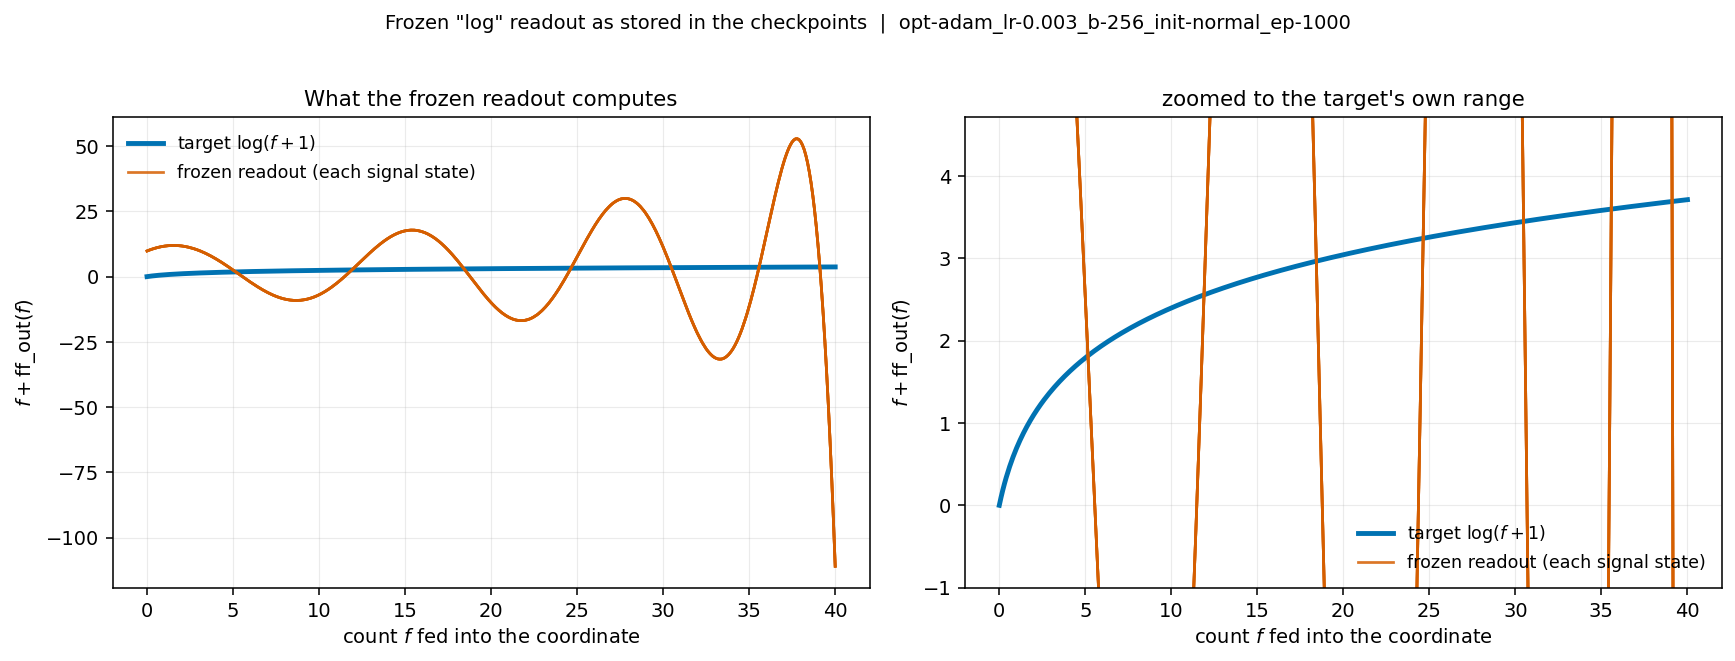 Frozen "log" readout as stored in the checkpoints | opt-adam_lr-0.003_b-256_init-normal_ep-1000
What the frozen readout computes
target log(f + 1)
frozen readout (each signal state)
f + ff_out(f)
50
25
0
−25
−50
−75
−100
0 5 10 15 20 25 30 35 40
count f fed into the coordinate
zoomed to the target's own range
f + ff_out(f)
4
3
2
1
0
−1
target log(f + 1)
frozen readout (each signal state)
0 5 10 15 20 25 30 35 40
count f fed into the coordinate